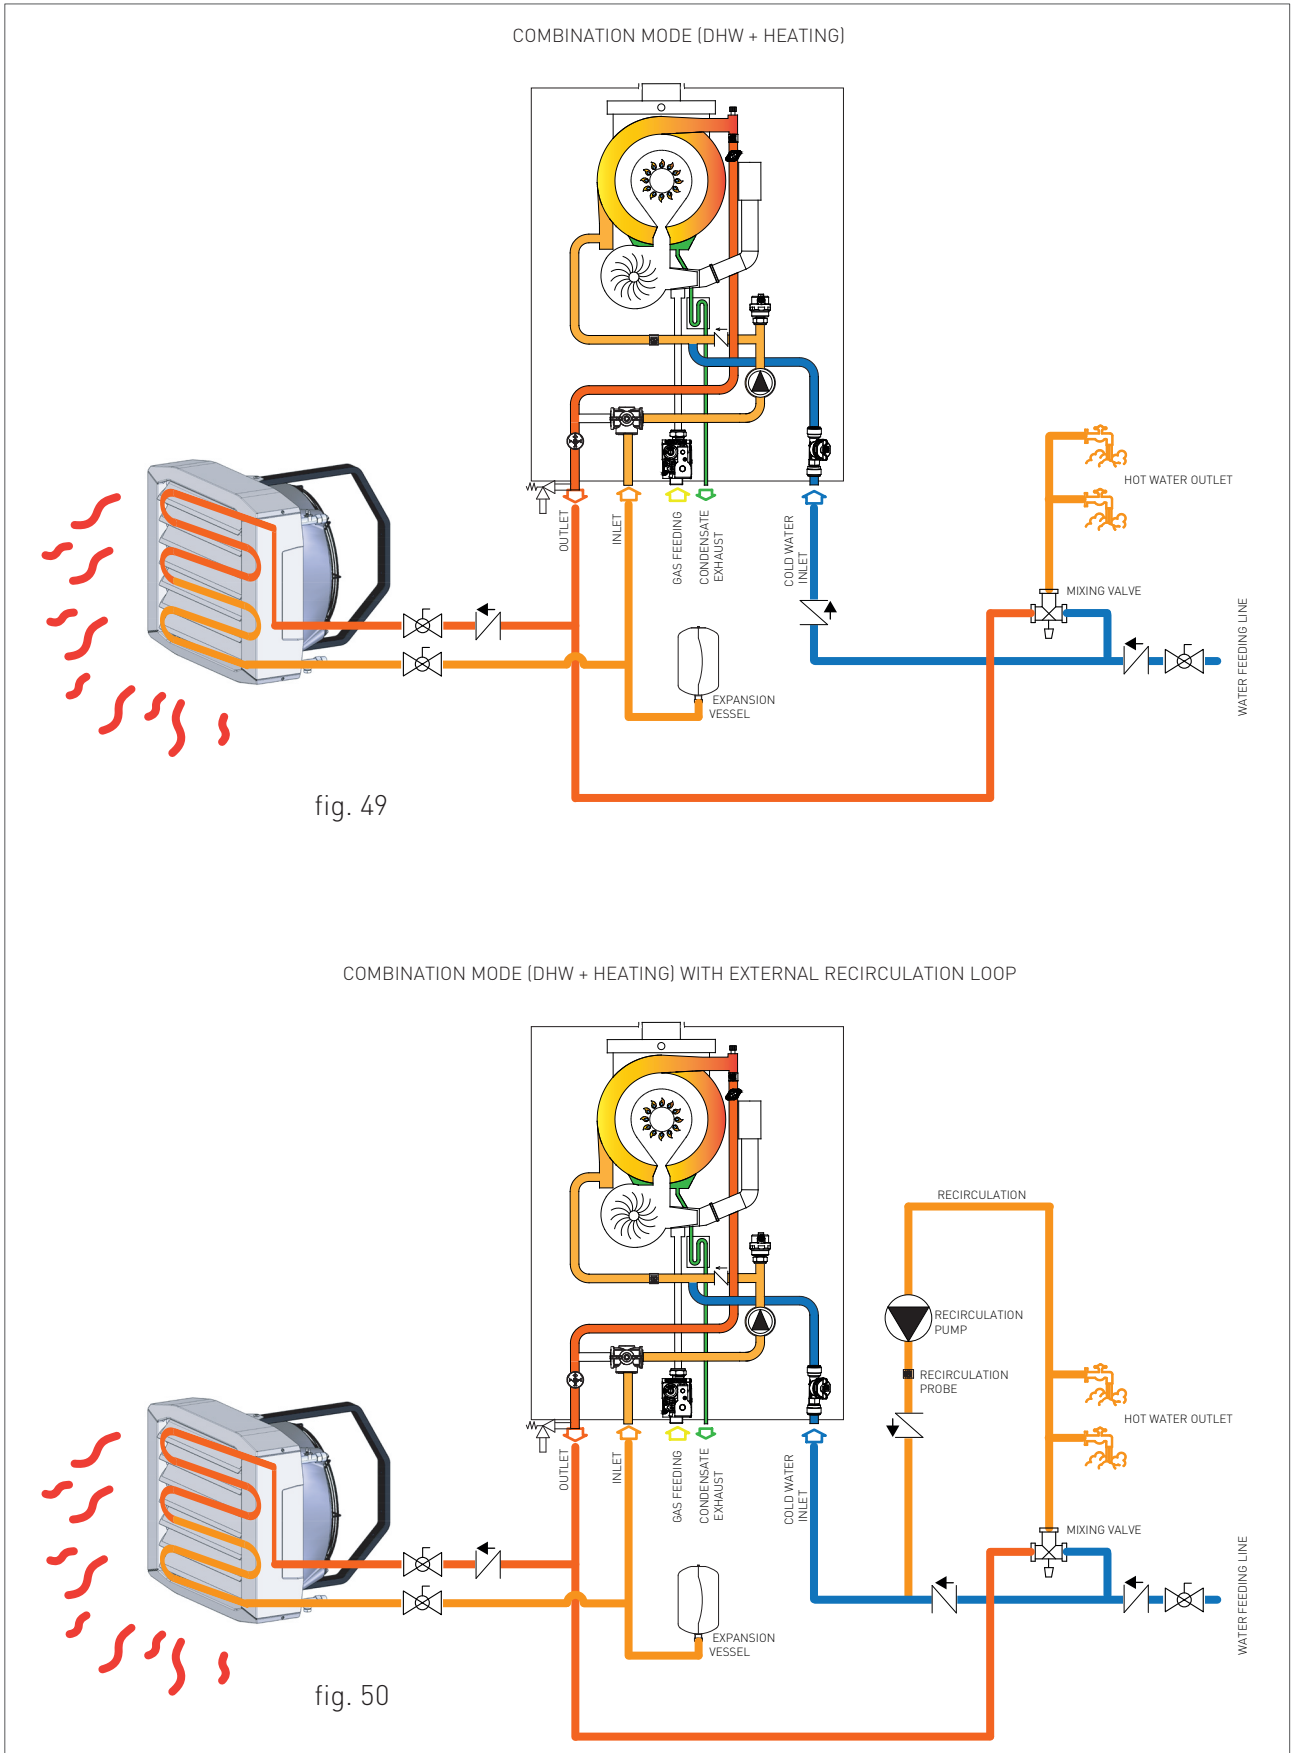 COMBINATION MODE (DHW + HEATING)
OUTLET
INLET
GAS FEEDING
CONDENSATE
EXHAUST
COLD WATER
INLET
HOT WATER OUTLET
MIXING VALVE
WATER FEEDING LINE
EXPANSION
VESSEL
fig. 49
COMBINATION MODE (DHW + HEATING) WITH EXTERNAL RECIRCULATION LOOP
RECIRCULATION
RECIRCULATION
PUMP
RECIRCULATION
PROBE
HOT WATER OUTLET
OUTLET
INLET
GAS FEEDING
CONDENSATE
EXHAUST
COLD WATER
INLET
MIXING VALVE
WATER FEEDING LINE
EXPANSION
VESSEL
fig. 50